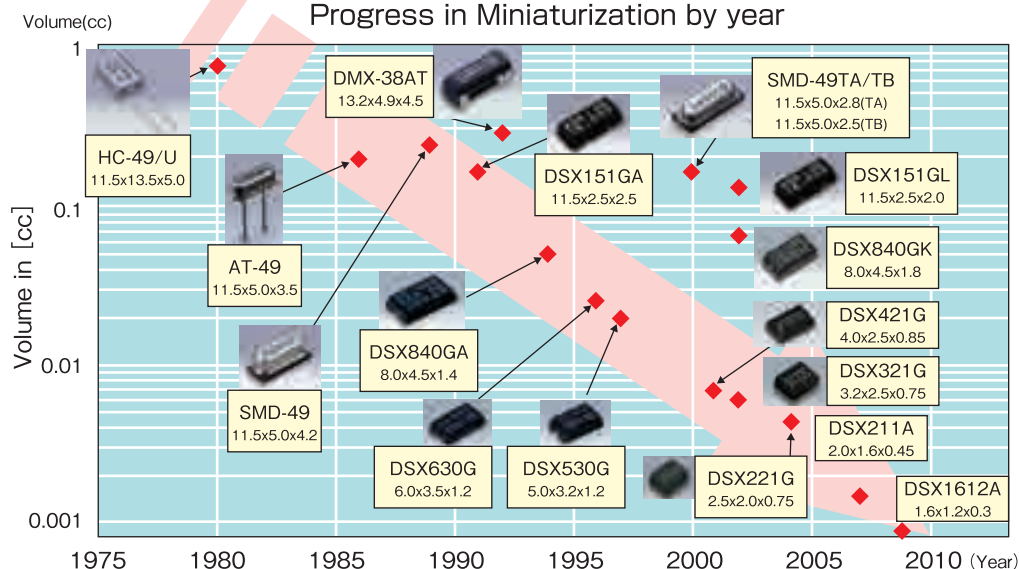 Progress in Miniaturization by year
Volume(cc)
Volume in [cc]
1
0.1
0.01
0.001
HC-49/U
11.5x13.5x5.0
DMX-38AT
13.2x4.9x4.5
SMD-49TA/TB
11.5x5.0x2.8(TA)
11.5x5.0x2.5(TB)
DSX151GA
11.5x2.5x2.5
DSX151GL
11.5x2.5x2.0
AT-49
11.5x5.0x3.5
DSX840GK
8.0x4.5x1.8
DSX840GA
8.0x4.5x1.4
DSX421G
4.0x2.5x0.85
DSX321G
3.2x2.5x0.75
SMD-49
11.5x5.0x4.2
DSX211A
2.0x1.6x0.45
DSX630G
6.0x3.5x1.2
DSX530G
5.0x3.2x1.2
DSX221G
2.5x2.0x0.75
DSX1612A
1.6x1.2x0.3
1975 1980 1985 1990 1995 2000 2005 2010 (Year)